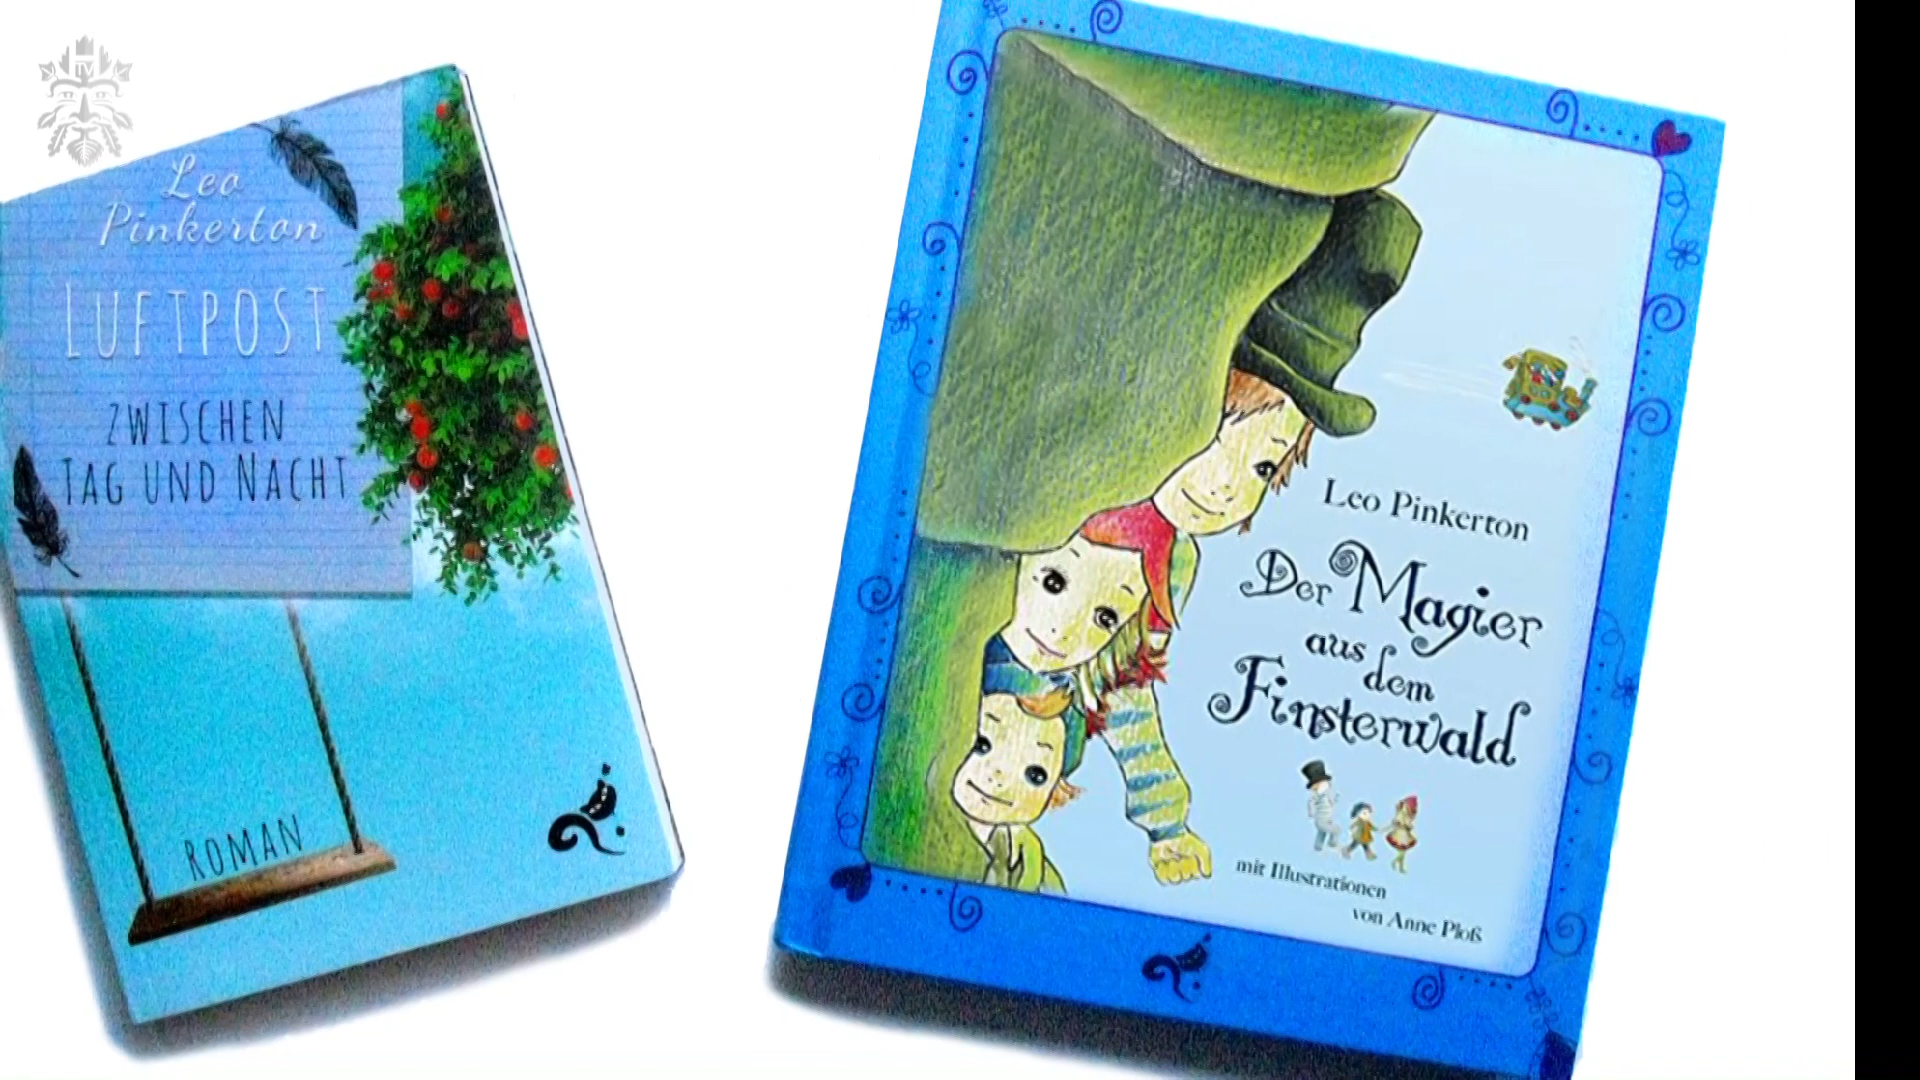 TV
Leo
Pinkerton
LUFTPOST
ZWISCHEN
TAG UND NACHT
ROMAN
Leo Pinkerton
Der Magier
aus dem
Finsterwald
mit Illustrationen
von Anne Ploß